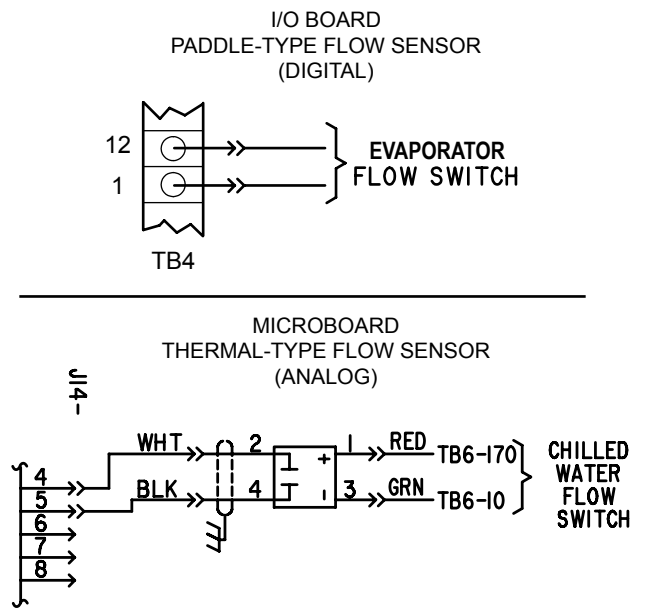 I/O BOARD
PADDLE-TYPE FLOW SENSOR
(DIGITAL)
12
EVAPORATOR
1
FLOW SWITCH
TB4
MICROBOARD
THERMAL-TYPE FLOW SENSOR
(ANALOG)
J14-
WHT 2 + 1 RED TB6-170
4
BLK 4 - 3 GRN TB6-10
5
6
7
8
CHILLED
WATER
FLOW
SWITCH